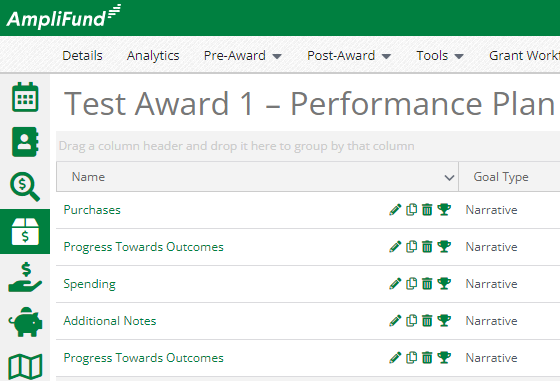 AmpliFund
Details Analytics Pre-Award Post-Award Tools Grant Workf
Test Award 1 – Performance Plan
Drag a column header and drop it here to group by that column
Name Goal Type
Purchases Narrative
Progress Towards Outcomes Narrative
Spending Narrative
Additional Notes Narrative
Progress Towards Outcomes Narrative